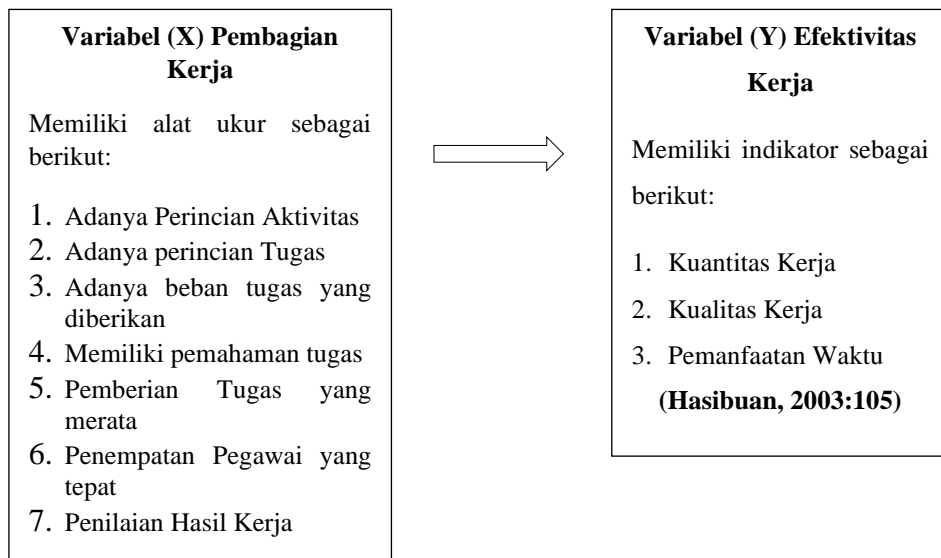 Variabel (X) Pembagian
Kerja
Memiliki alat ukur sebagai
berikut:
1. Adanya Perincian Aktivitas
2. Adanya perincian Tugas
3. Adanya beban tugas yang
diberikan
4. Memiliki pemahaman tugas
5. Pemberian Tugas yang
merata
6. Penempatan Pegawai yang
tepat
7. Penilaian Hasil Kerja
Variabel (Y) Efektivitas
Kerja
Memiliki indikator sebagai
berikut:
1. Kuantitas Kerja
2. Kualitas Kerja
3. Pemanfaatan Waktu
(Hasibuan, 2003:105)